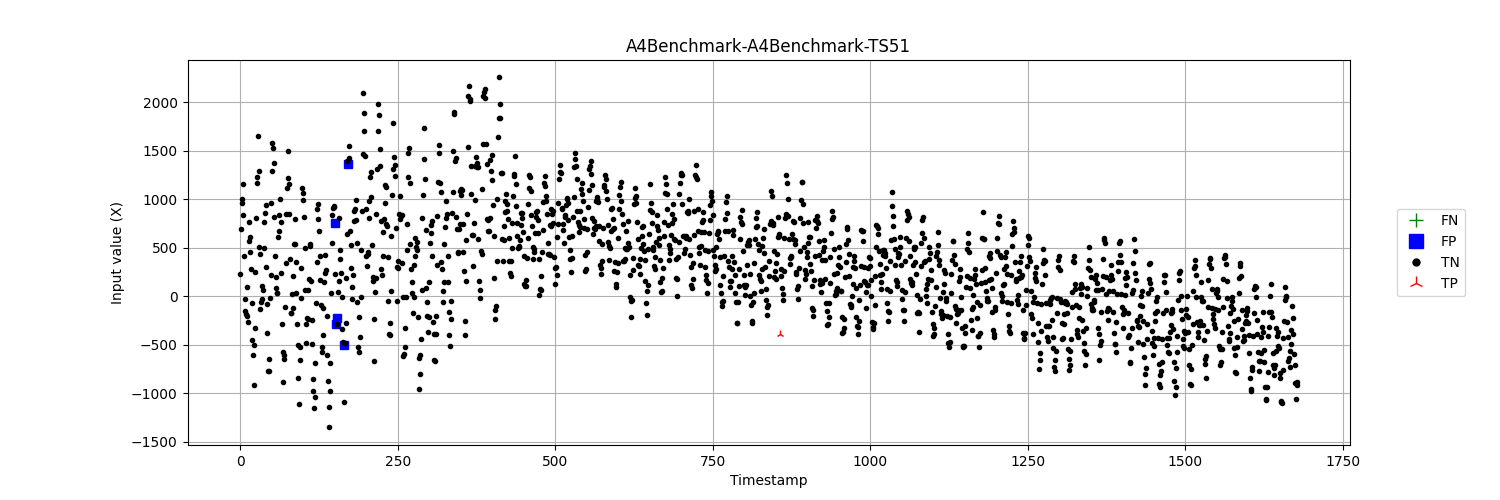 A4Benchmark-A4Benchmark-TS51
Input value (X)
2000
1500
1000
500
0
−500
−1000
−1500
0 250 500 750 1000 1250 1500 1750
Timestamp
FN
FP
TN
TP